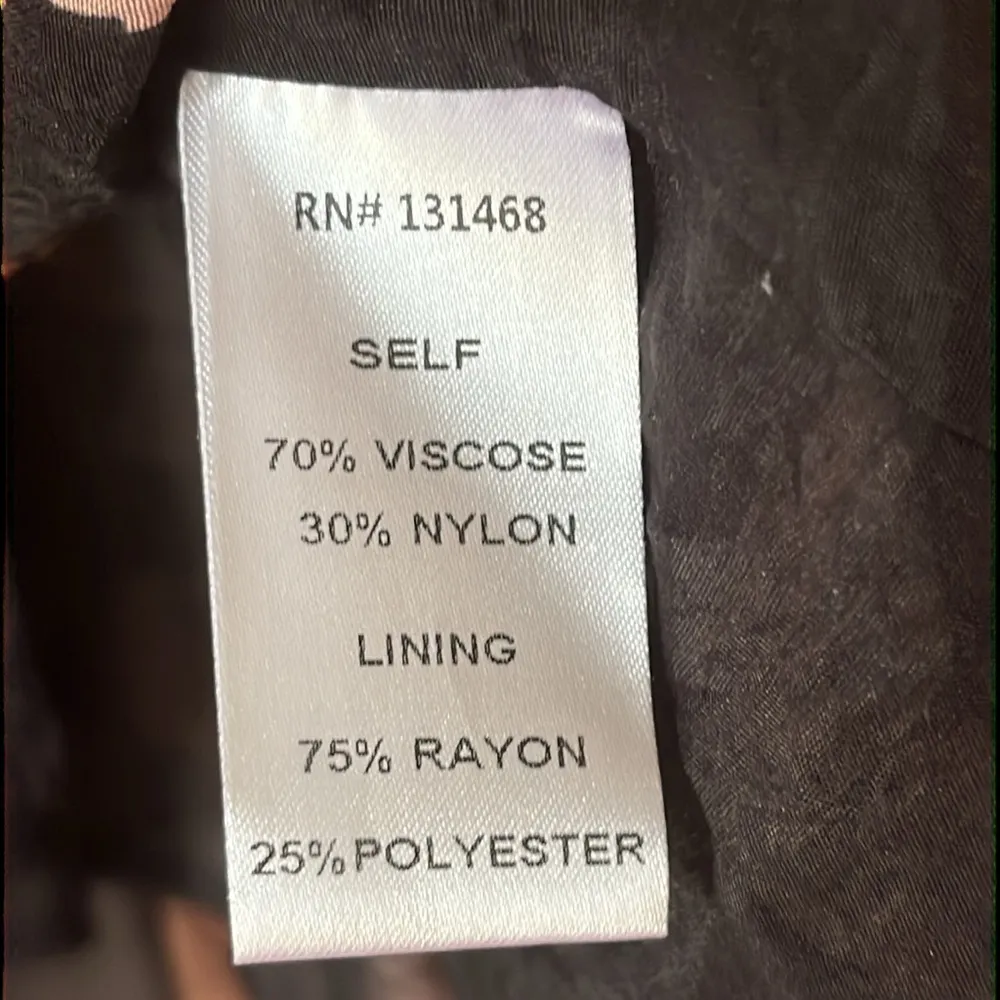 RN# 131468
SELF
70% VISCOSE
30% NYLON
LINING
75% RAYON
25% POLYESTER